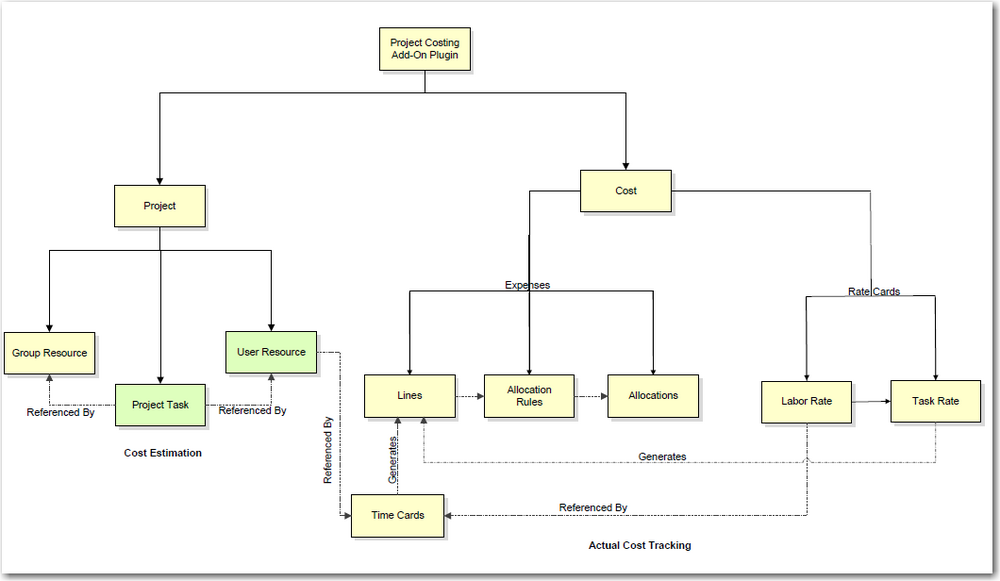 Project Costing
Add-On Plugin
Project
Cost
Expenses
Rate Cards
Group Resource
User Resource
Project Task
Referenced By
Referenced By
Cost Estimation
Lines
Allocation
Rules
Allocations
Labor Rate
Task Rate
Referenced By
Generates
Generates
Time Cards
Referenced By
Actual Cost Tracking